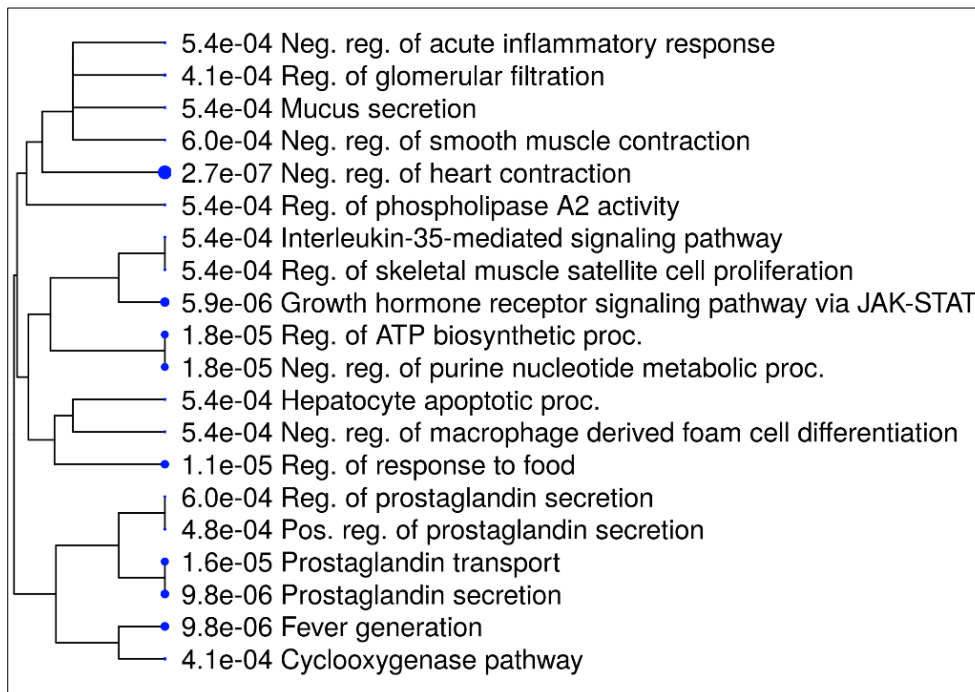 5.4e-04 Neg. reg. of acute inflammatory response
4.1e-04 Reg. of glomerular filtration
5.4e-04 Mucus secretion
6.0e-04 Neg. reg. of smooth muscle contraction
2.7e-07 Neg. reg. of heart contraction
5.4e-04 Reg. of phospholipase A2 activity
5.4e-04 Interleukin-35-mediated signaling pathway
5.4e-04 Reg. of skeletal muscle satellite cell proliferation
5.9e-06 Growth hormone receptor signaling pathway via JAK-STAT
1.8e-05 Reg. of ATP biosynthetic proc.
1.8e-05 Neg. reg. of purine nucleotide metabolic proc.
5.4e-04 Hepatocyte apoptotic proc.
5.4e-04 Neg. reg. of macrophage derived foam cell differentiation
1.1e-05 Reg. of response to food
6.0e-04 Reg. of prostaglandin secretion
4.8e-04 Pos. reg. of prostaglandin secretion
1.6e-05 Prostaglandin transport
9.8e-06 Prostaglandin secretion
9.8e-06 Fever generation
4.1e-04 Cyclooxygenase pathway